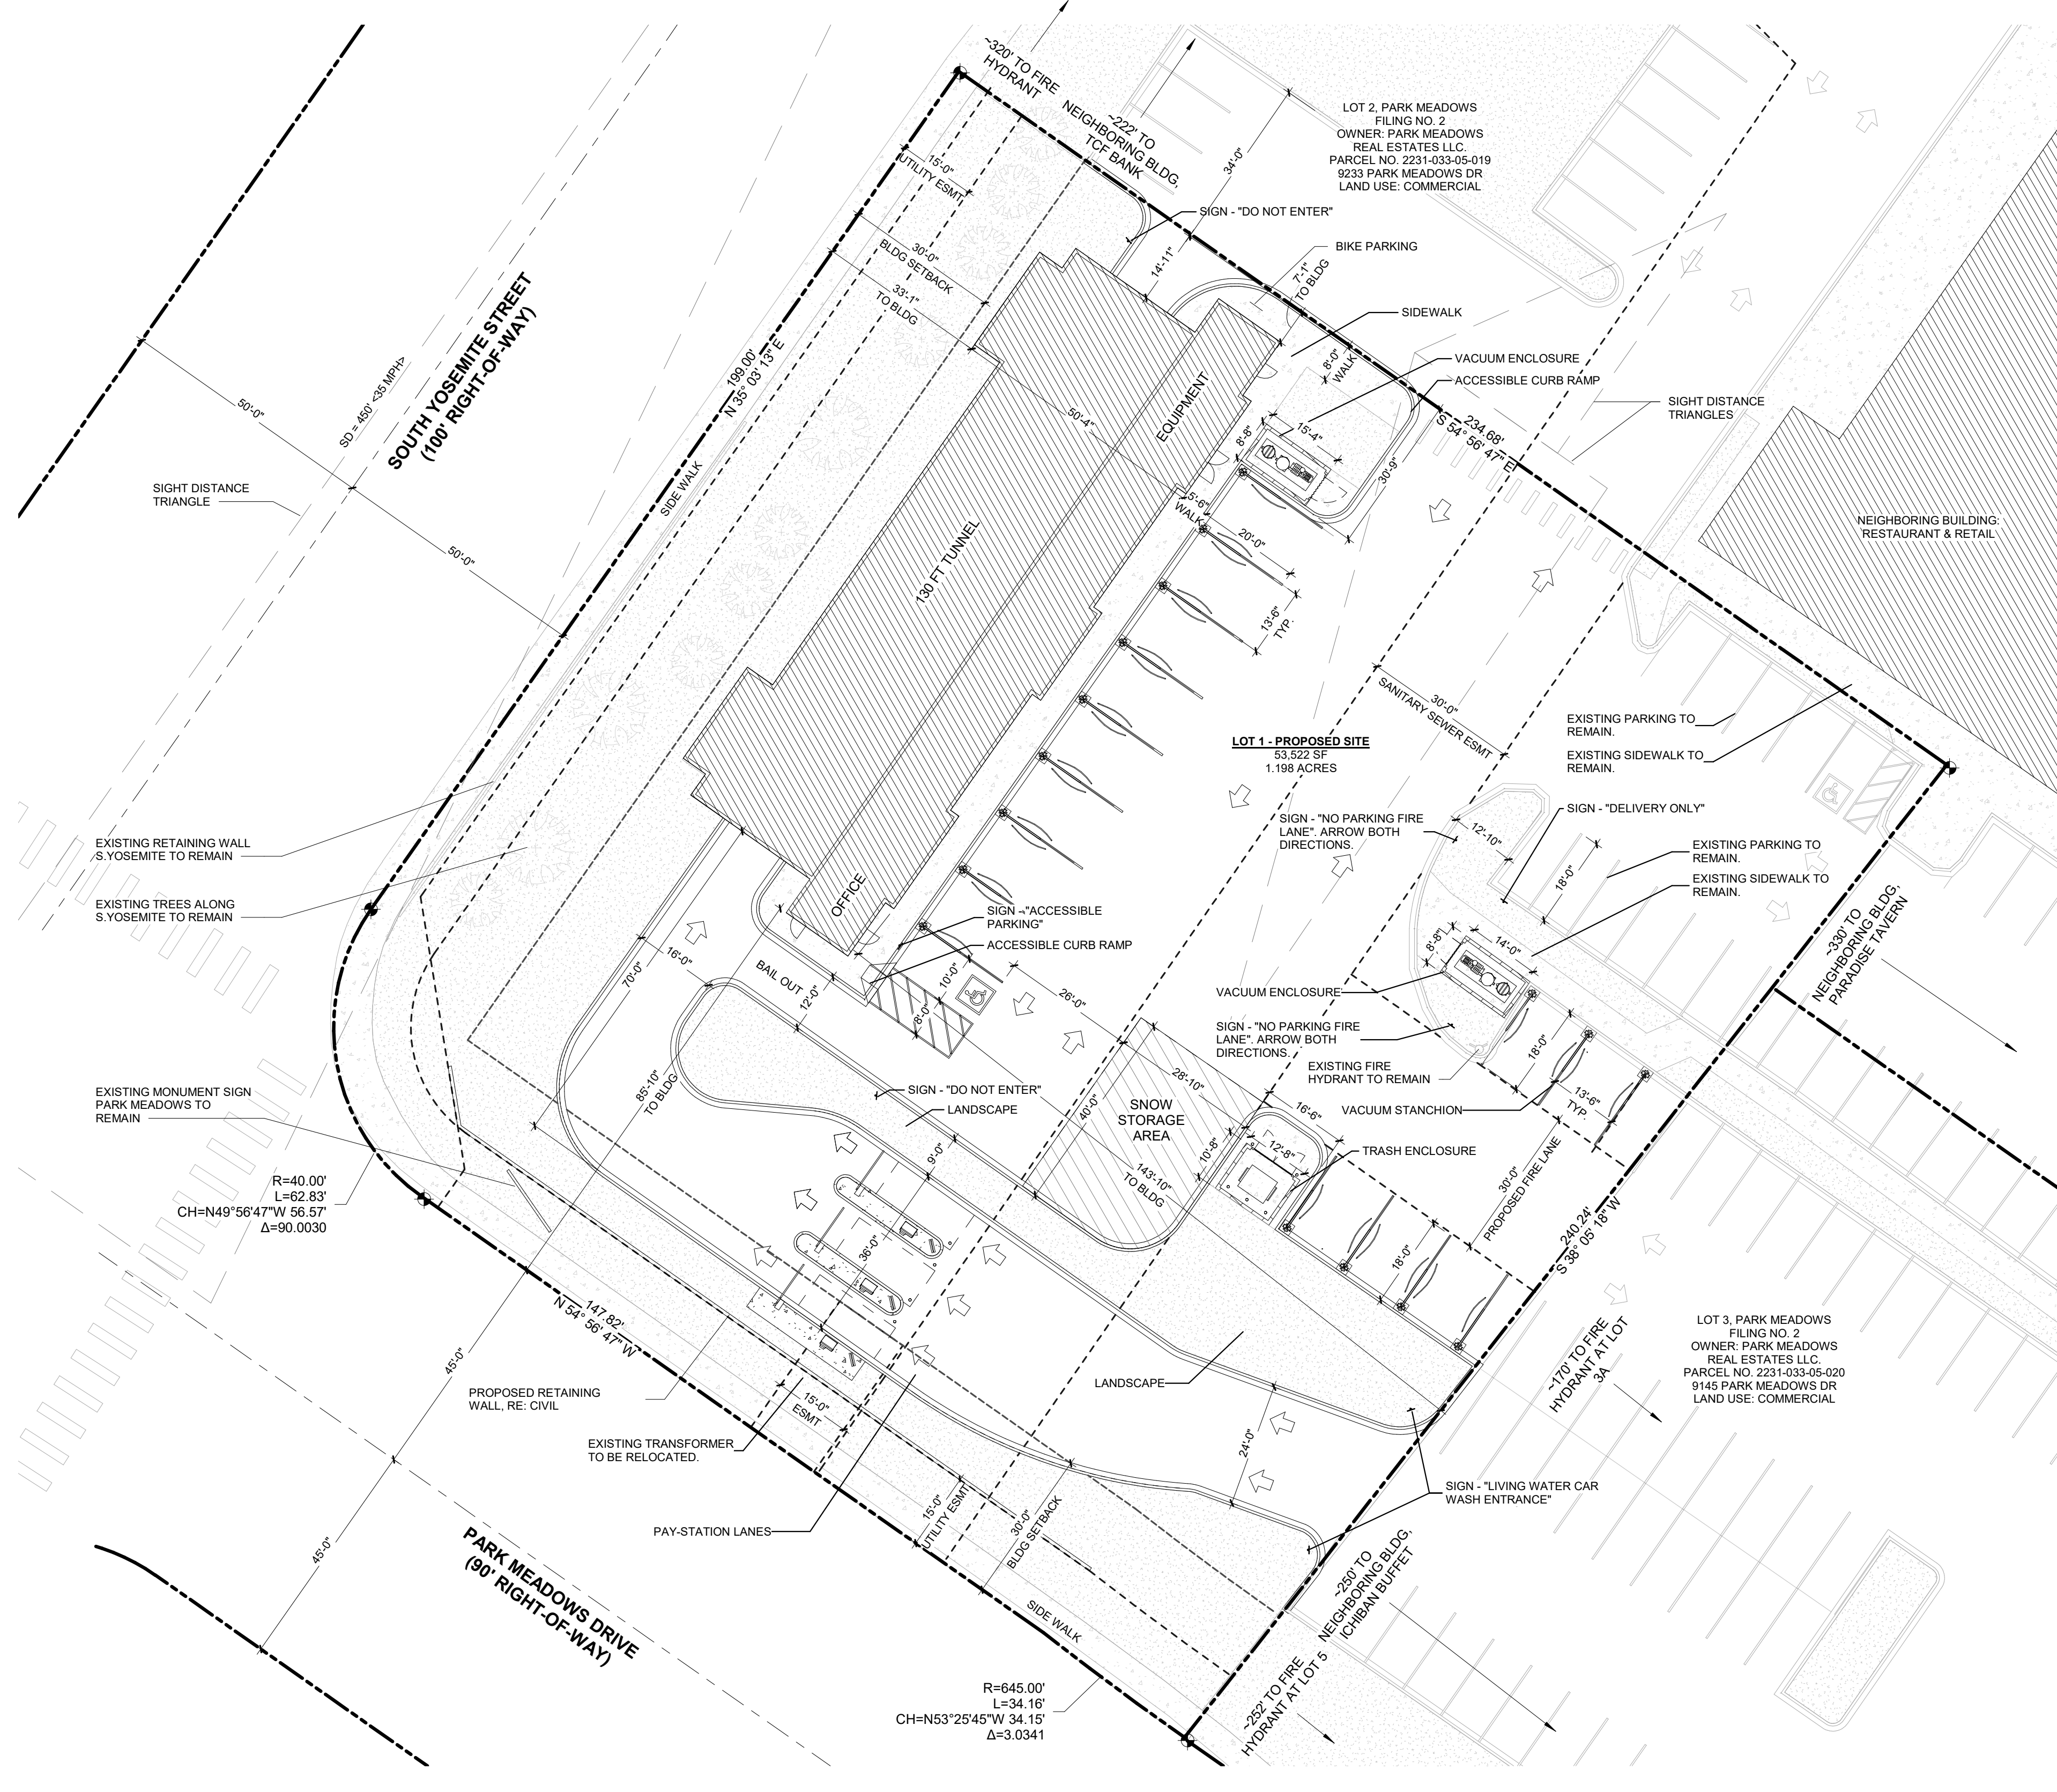 ~320' TO FIRE
HYDRANT
~222' TO
NEIGHBORING BLDG,
TCF BANK
34'-0"
LOT 2, PARK MEADOWS
FILING NO. 2
OWNER: PARK MEADOWS
REAL ESTATES LLC.
PARCEL NO. 2231-033-05-019
9233 PARK MEADOWS DR
LAND USE: COMMERCIAL
15'-0"
UTILITY ESMT
SIGN - "DO NOT ENTER"
30'-0"
BLDG SETBACK
33'-1"
TO BLDG
14'-11"
BIKE PARKING
7'-1"
TO BLDG
SIDEWALK
8'-0"
WALK
VACUUM ENCLOSURE
ACCESSIBLE CURB RAMP
SIGHT DISTANCE
TRIANGLES
234.68'
S 54° 56' 47" E
199.00'
N 35° 03' 13" E
SOUTH YOSEMITE STREET
(100' RIGHT-OF-WAY)
SD = 450' <35 MPH>
50'-0"
50'-0"
SIGHT DISTANCE
TRIANGLE
SIDE WALK
50'-4"
EQUIPMENT
8'-8"
15'-4"
30'-9"
5'-6"
WALK
20'-0"
13'-6"
TYP.
130 FT TUNNEL
NEIGHBORING BUILDING:
RESTAURANT & RETAIL
30'-0"
SANITARY SEWER ESMT
LOT 1 - PROPOSED SITE
53,522 SF
1.198 ACRES
EXISTING PARKING TO
REMAIN.
EXISTING SIDEWALK TO
REMAIN.
SIGN - "DELIVERY ONLY"
SIGN - "NO PARKING FIRE
LANE". ARROW BOTH
DIRECTIONS.
12'-10"
18'-0"
EXISTING PARKING TO
REMAIN.
EXISTING SIDEWALK TO
REMAIN.
EXISTING RETAINING WALL
S.YOSEMITE TO REMAIN
EXISTING TREES ALONG
S.YOSEMITE TO REMAIN
OFFICE
SIGN - "ACCESSIBLE
PARKING"
ACCESSIBLE CURB RAMP
BAIL OUT
16'-0"
70'-0"
12'-0"
10'-0"
8'-0"
26'-0"
8'-8"
14'-0"
VACUUM ENCLOSURE
SIGN - "NO PARKING FIRE
LANE". ARROW BOTH
DIRECTIONS.
EXISTING FIRE
HYDRANT TO REMAIN
18'-0"
VACUUM STANCHION
13'-6"
TYP.
~330' TO
NEIGHBORING BLDG,
PARADISE TAVERN
EXISTING MONUMENT SIGN
PARK MEADOWS TO
REMAIN
85'-10"
TO BLDG
SIGN - "DO NOT ENTER"
LANDSCAPE
40'-0"
28'-10"
SNOW
STORAGE
AREA
16'-6"
10'-8"
12'-8"
TRASH ENCLOSURE
143'-10"
TO BLDG
9'-0"
36'-0"
30'-0"
PROPOSED FIRE LANE
18'-0"
240.24'
S 38° 05' 18" W
R=40.00'
L=62.83'
CH=N49°56'47"W 56.57'
Δ=90.0030
147.82'
N 54° 56' 47" W
45'-0"
45'-0"
PROPOSED RETAINING
WALL, RE: CIVIL
15'-0"
ESMT
EXISTING TRANSFORMER
TO BE RELOCATED.
LANDSCAPE
24'-0"
~170' TO FIRE
HYDRANT AT LOT
3A
LOT 3, PARK MEADOWS
FILING NO. 2
OWNER: PARK MEADOWS
REAL ESTATES LLC.
PARCEL NO. 2231-033-05-020
9145 PARK MEADOWS DR
LAND USE: COMMERCIAL
SIGN - "LIVING WATER CAR
WASH ENTRANCE"
PAY-STATION LANES
15'-0"
UTILITY ESMT
30'-0"
BLDG SETBACK
PARK MEADOWS DRIVE
(90' RIGHT-OF-WAY)
SIDE WALK
~250' TO
NEIGHBORING BLDG,
ICHIBAN BUFFET
~252' TO FIRE
HYDRANT AT LOT 5
R=645.00'
L=34.16'
CH=N53°25'45"W 34.15'
Δ=3.0341